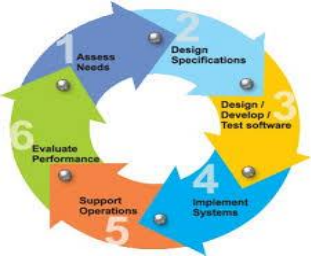 1
Assess
Needs
2
Design
Specifications
3
Design /
Develop /
Test software
4
Implement
Systems
5
Support
Operations
6
Evaluate
Performance